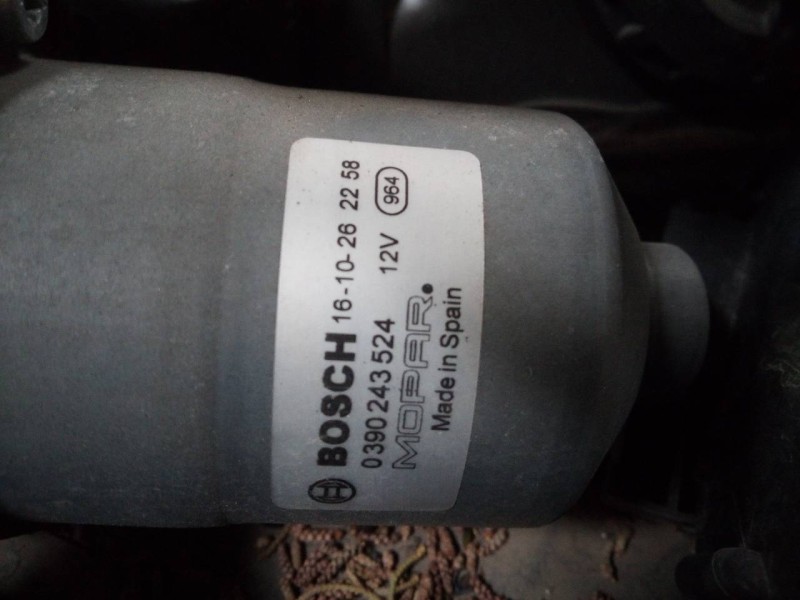 BOSCH 16-10-26 22 58
0390 243 524 12V 964
MOPAR.
Made in Spain